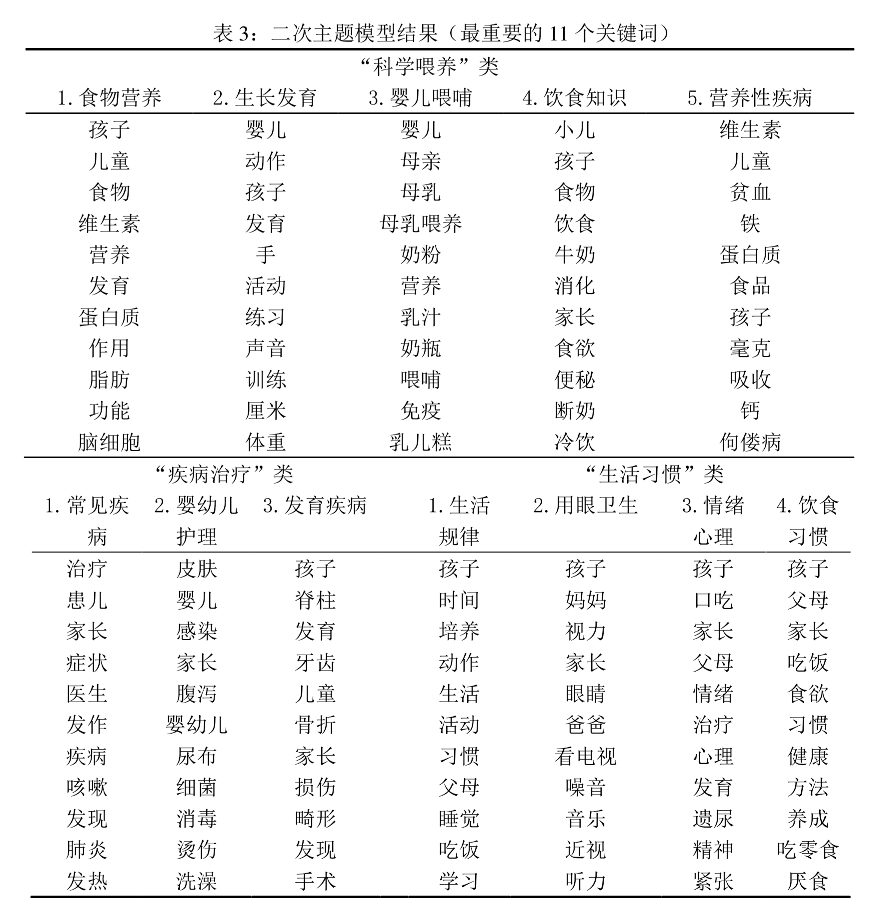 表 3：二次主题模型结果（最重要的 11 个关键词）
“科学喂养”类
1.食物营养 2.生长发育 3.婴儿喂哺 4.饮食知识 5.营养性疾病
孩子 婴儿 婴儿 小儿 维生素
儿童 动作 母亲 孩子 儿童
食物 孩子 母乳 食物 贫血
维生素 发育 母乳喂养 饮食 铁
营养 手 奶粉 牛奶 蛋白质
发育 活动 营养 消化 食品
蛋白质 练习 乳汁 家长 孩子
作用 声音 奶瓶 食欲 毫克
脂肪 训练 喂哺 便秘 吸收
功能 厘米 免疫 断奶 钙
脑细胞 体重 乳儿糕 冷饮 佝偻病
“疾病治疗”类 “生活习惯”类
1.常见疾 2.婴幼儿 3.发育疾病 1.生活 2.用眼卫生 3.情绪 4.饮食
病 护理 规律 心理 习惯
治疗 皮肤 孩子 孩子 孩子 孩子 孩子
患儿 婴儿 脊柱 时间 妈妈 口吃 父母
家长 感染 发育 培养 视力 家长 家长
症状 家长 牙齿 动作 家长 父母 吃饭
医生 腹泻 儿童 生活 眼睛 情绪 食欲
发作 婴幼儿 骨折 活动 爸爸 治疗 习惯
疾病 尿布 家长 习惯 看电视 心理 健康
咳嗽 细菌 损伤 父母 噪音 发育 方法
发现 消毒 畸形 睡觉 音乐 遗尿 养成
肺炎 烫伤 发现 吃饭 近视 精神 吃零食
发热 洗澡 手术 学习 听力 紧张 厌食